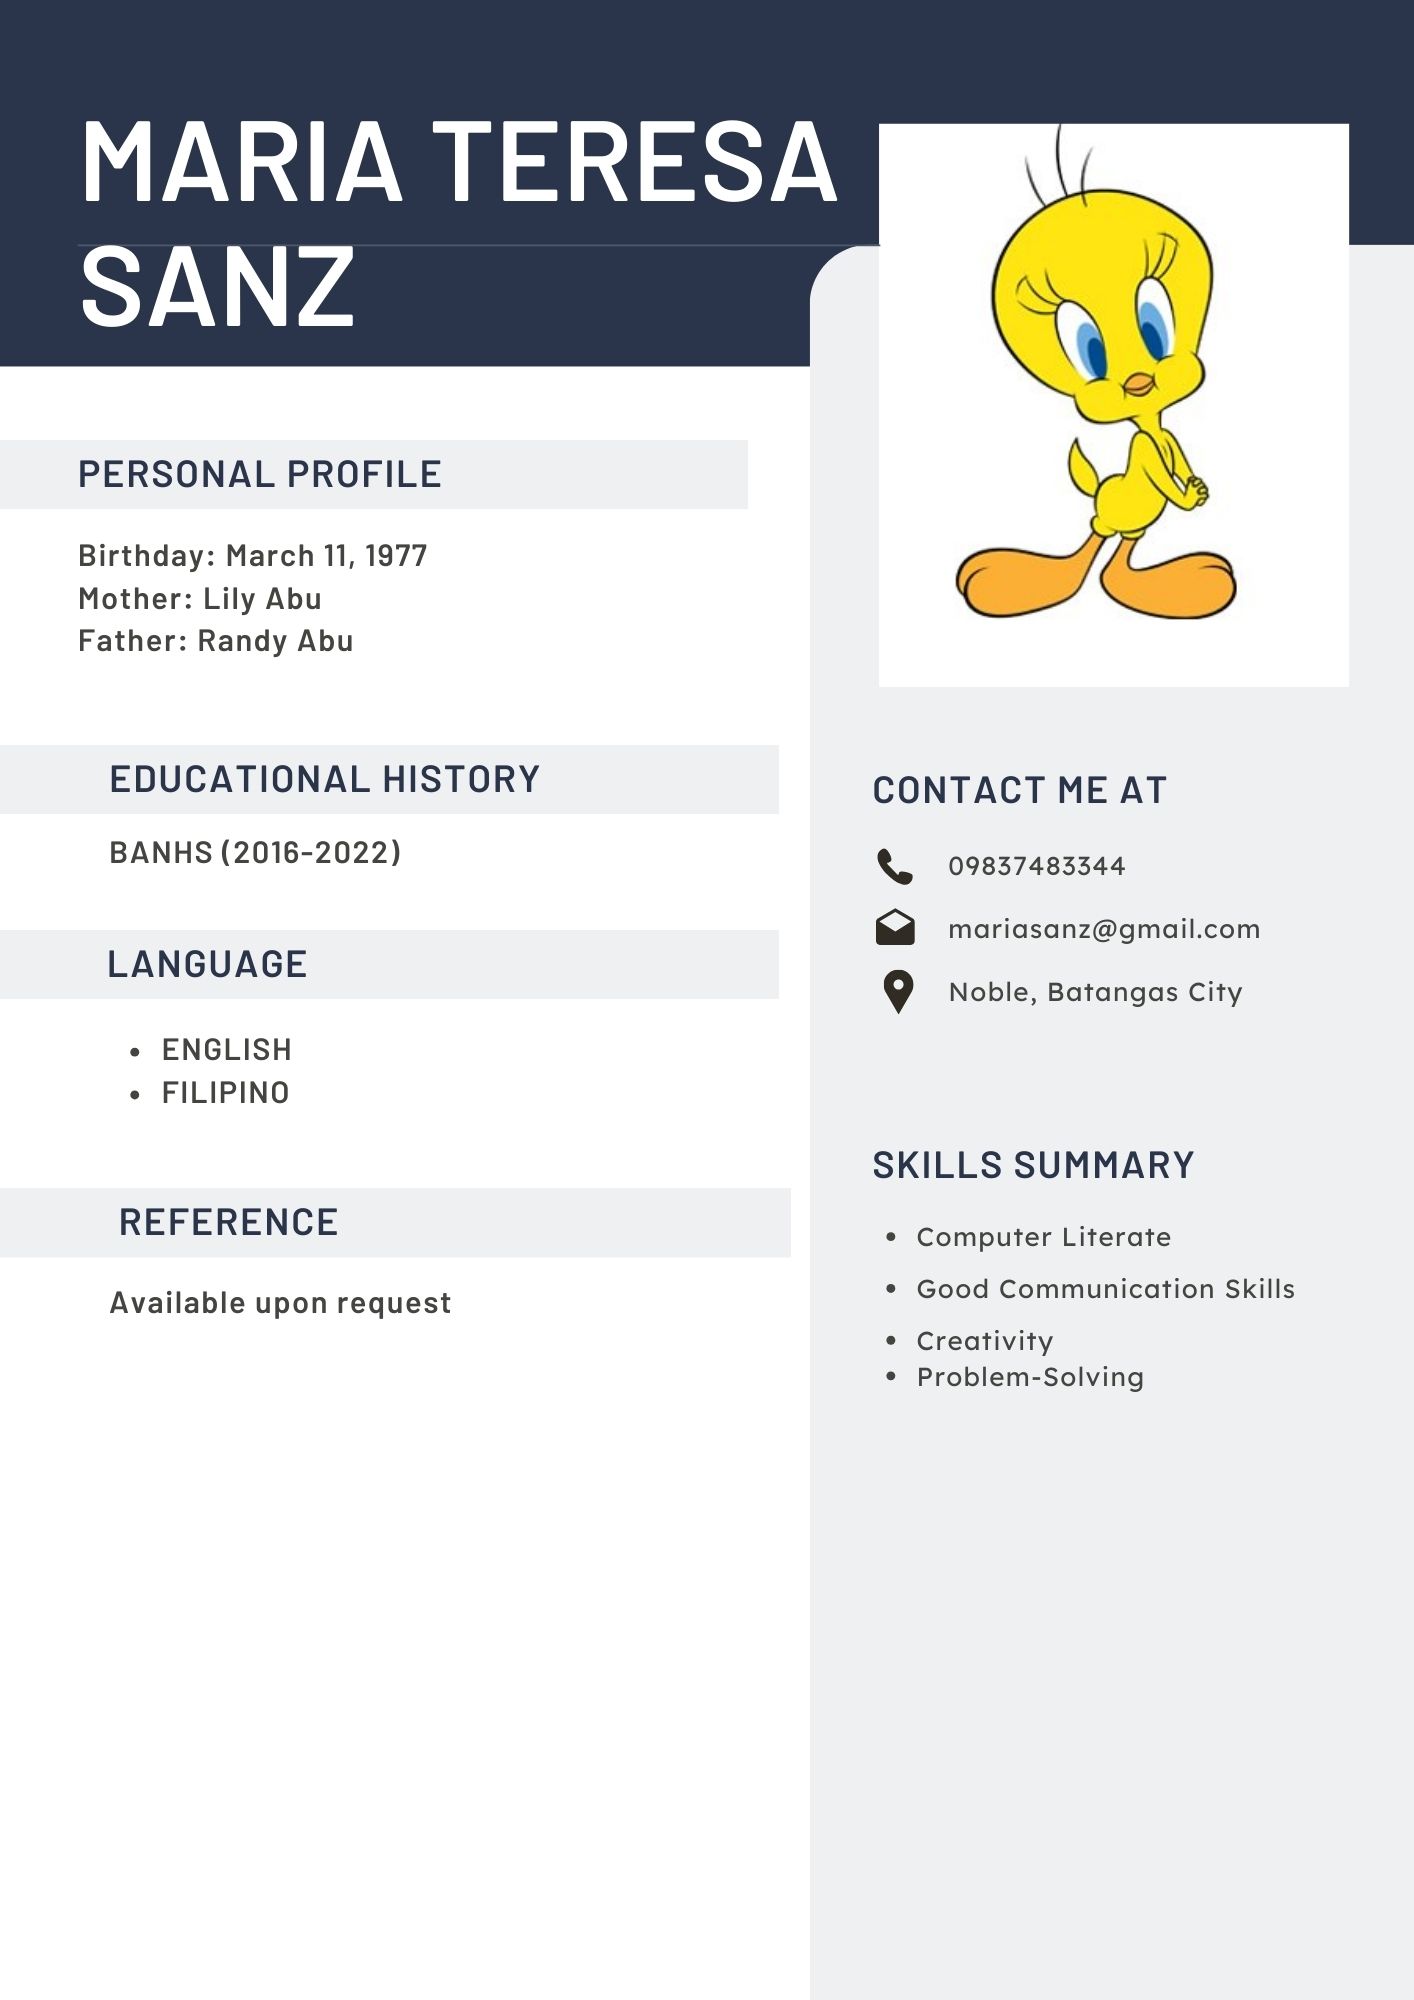 MARIA TERESA
SANZ
PERSONAL PROFILE
Birthday: March 11, 1977
Mother: Lily Abu
Father: Randy Abu
EDUCATIONAL HISTORY
BANHS (2016-2022)
LANGUAGE
• ENGLISH
• FILIPINO
REFERENCE
Available upon request
CONTACT ME AT
09837483344
mariasanz@gmail.com
Noble, Batangas City
SKILLS SUMMARY
• Computer Literate
• Good Communication Skills
• Creativity
• Problem-Solving